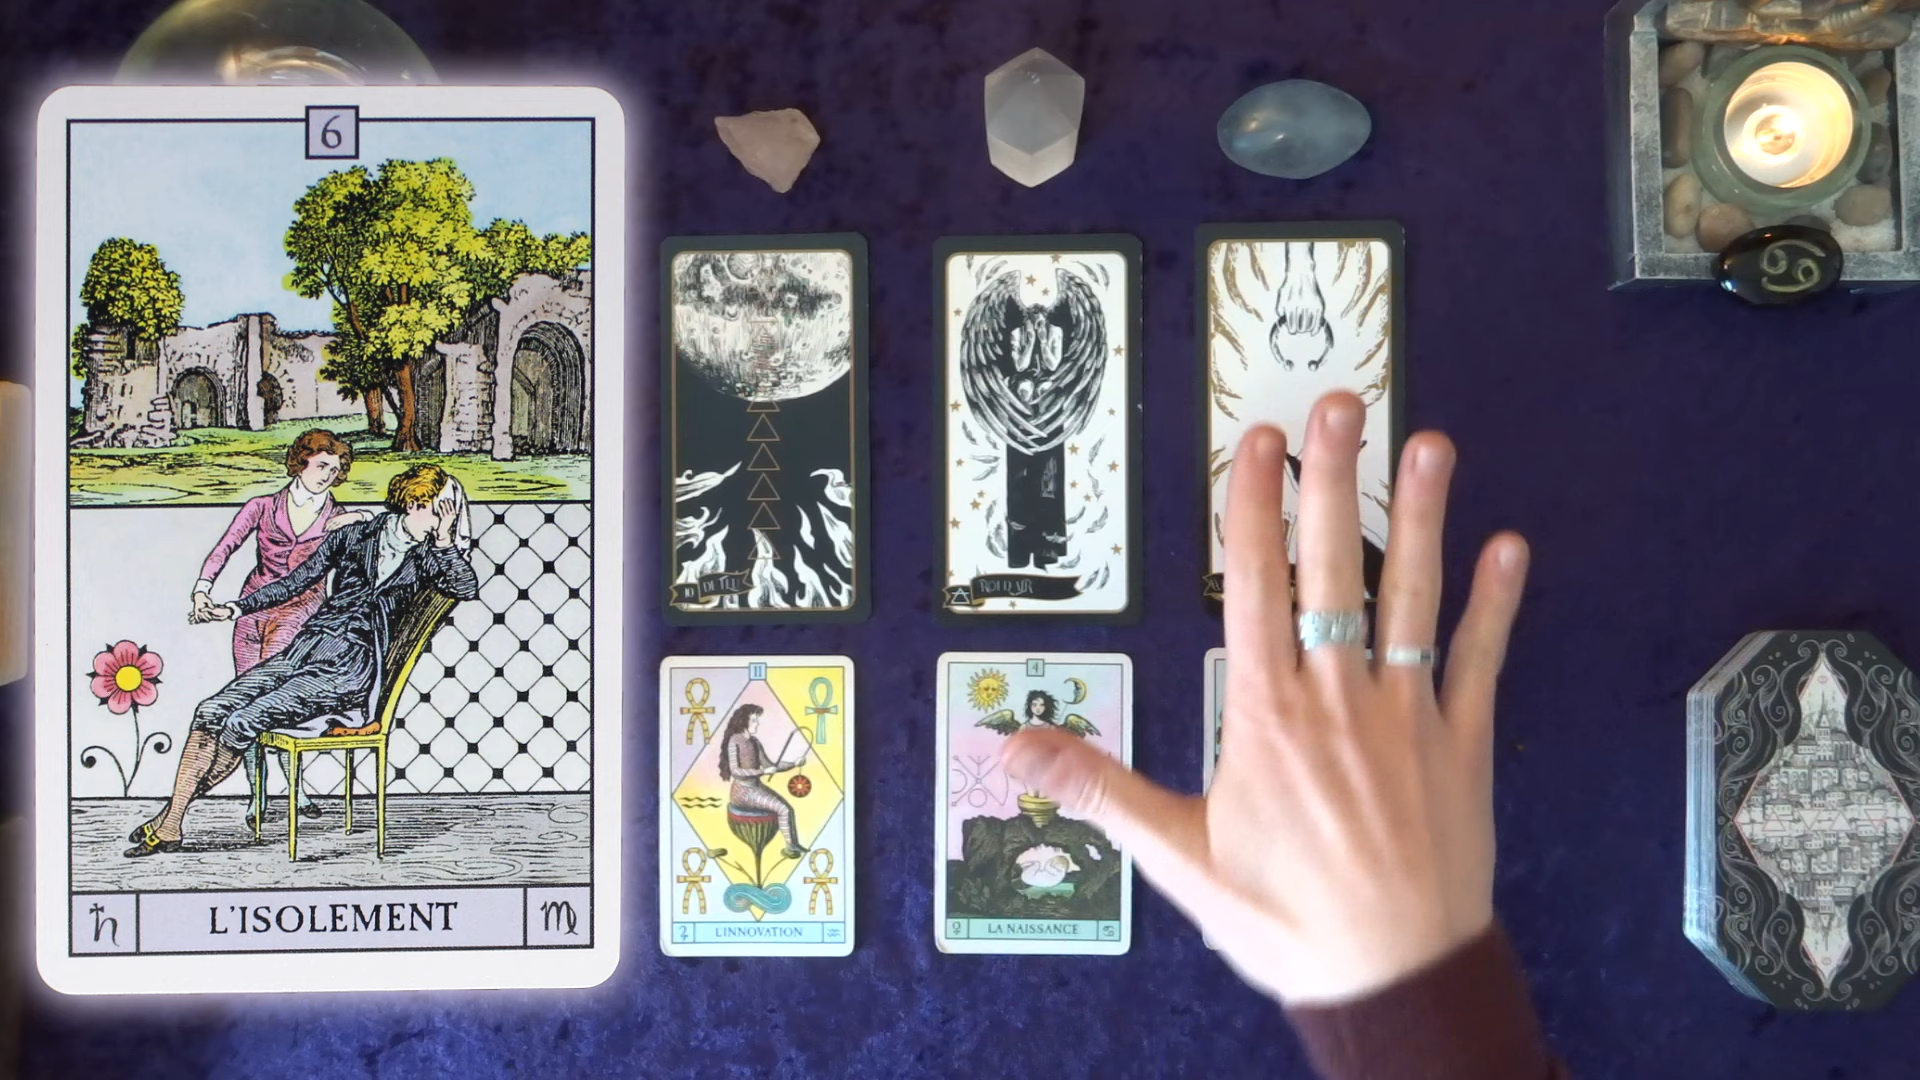 6
L'ISOLEMENT
10 DE FEU
ROI D'AIR
11
L'INNOVATION
4
LA NAISSANCE